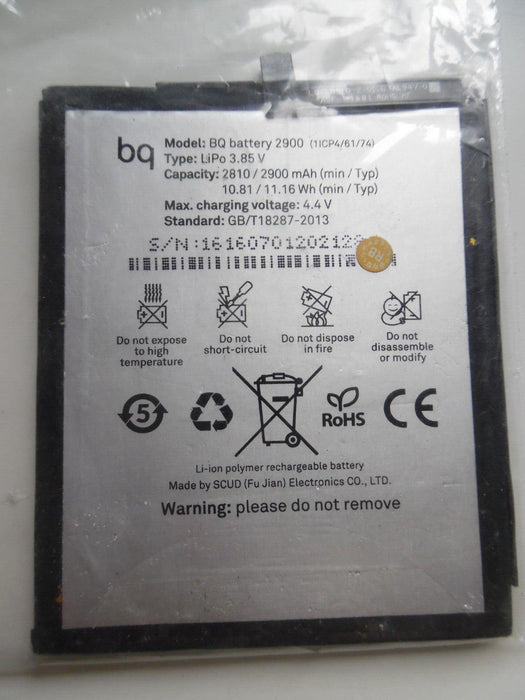 bq
Model: BQ battery 2900 (1ICP4/61/74)
Type: LiPo 3.85 V
Capacity: 2810 / 2900 mAh (min / Typ)
10.81 / 11.16 Wh (min / Typ)
Max. charging voltage: 4.4 V
Standard: GB/T18287-2013
S/N:1616070120212
Do not expose
to high
temperature
Do not
short-circuit
Do not dispose
in fire
Do not
disassemble
or modify
5
RoHS
CE
Li-ion polymer rechargeable battery
Made by SCUD (Fu Jian) Electronics CO., LTD.
Warning: please do not remove